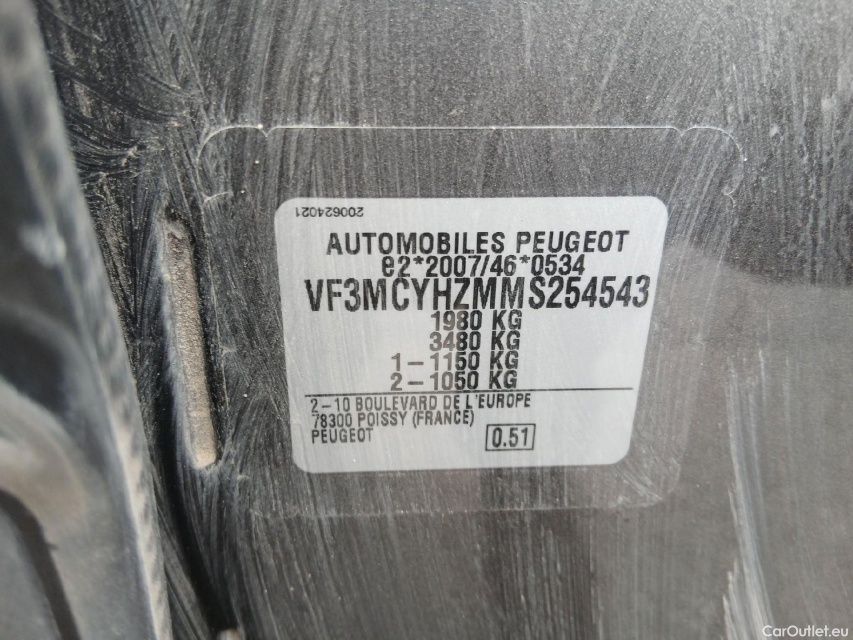 200624021
AUTOMOBILES PEUGEOT
e2*2007/46*0534
VF3MCYHZMMS254543
1980 KG
3480 KG
1-1150 KG
2-1050 KG
2-10 BOULEVARD DE L'EUROPE
78300 POISSY (FRANCE)
PEUGEOT
0.51
CarOutlet.eu